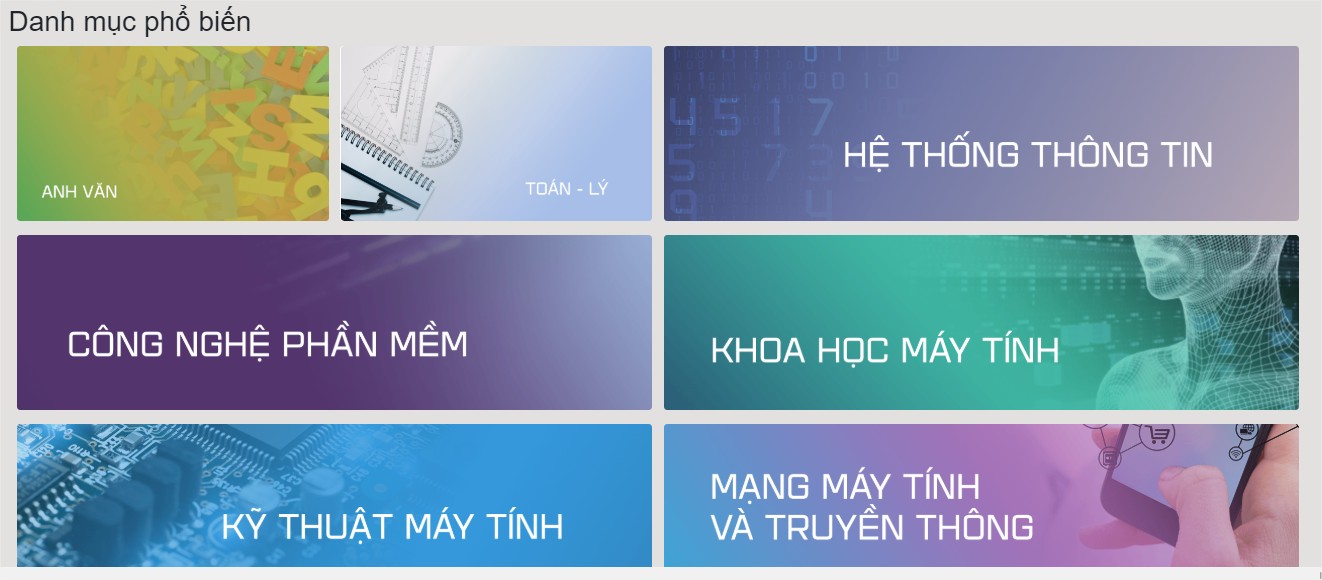 Danh mục phổ biến
ANH VĂN
TOÁN - LÝ
HỆ THỐNG THÔNG TIN
CÔNG NGHỆ PHẦN MỀM
KHOA HỌC MÁY TÍNH
KỸ THUẬT MÁY TÍNH
MẠNG MÁY TÍNH
VÀ TRUYỀN THÔNG